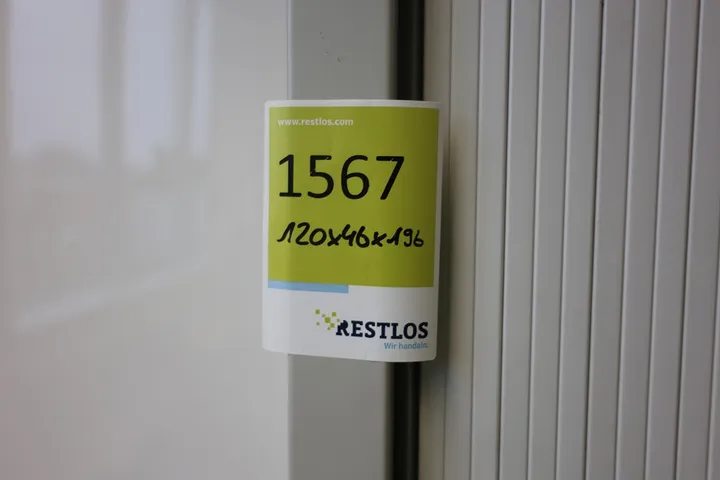 www.restlos.com
1567
120x46x196
RESTLOS
Wir handeln.